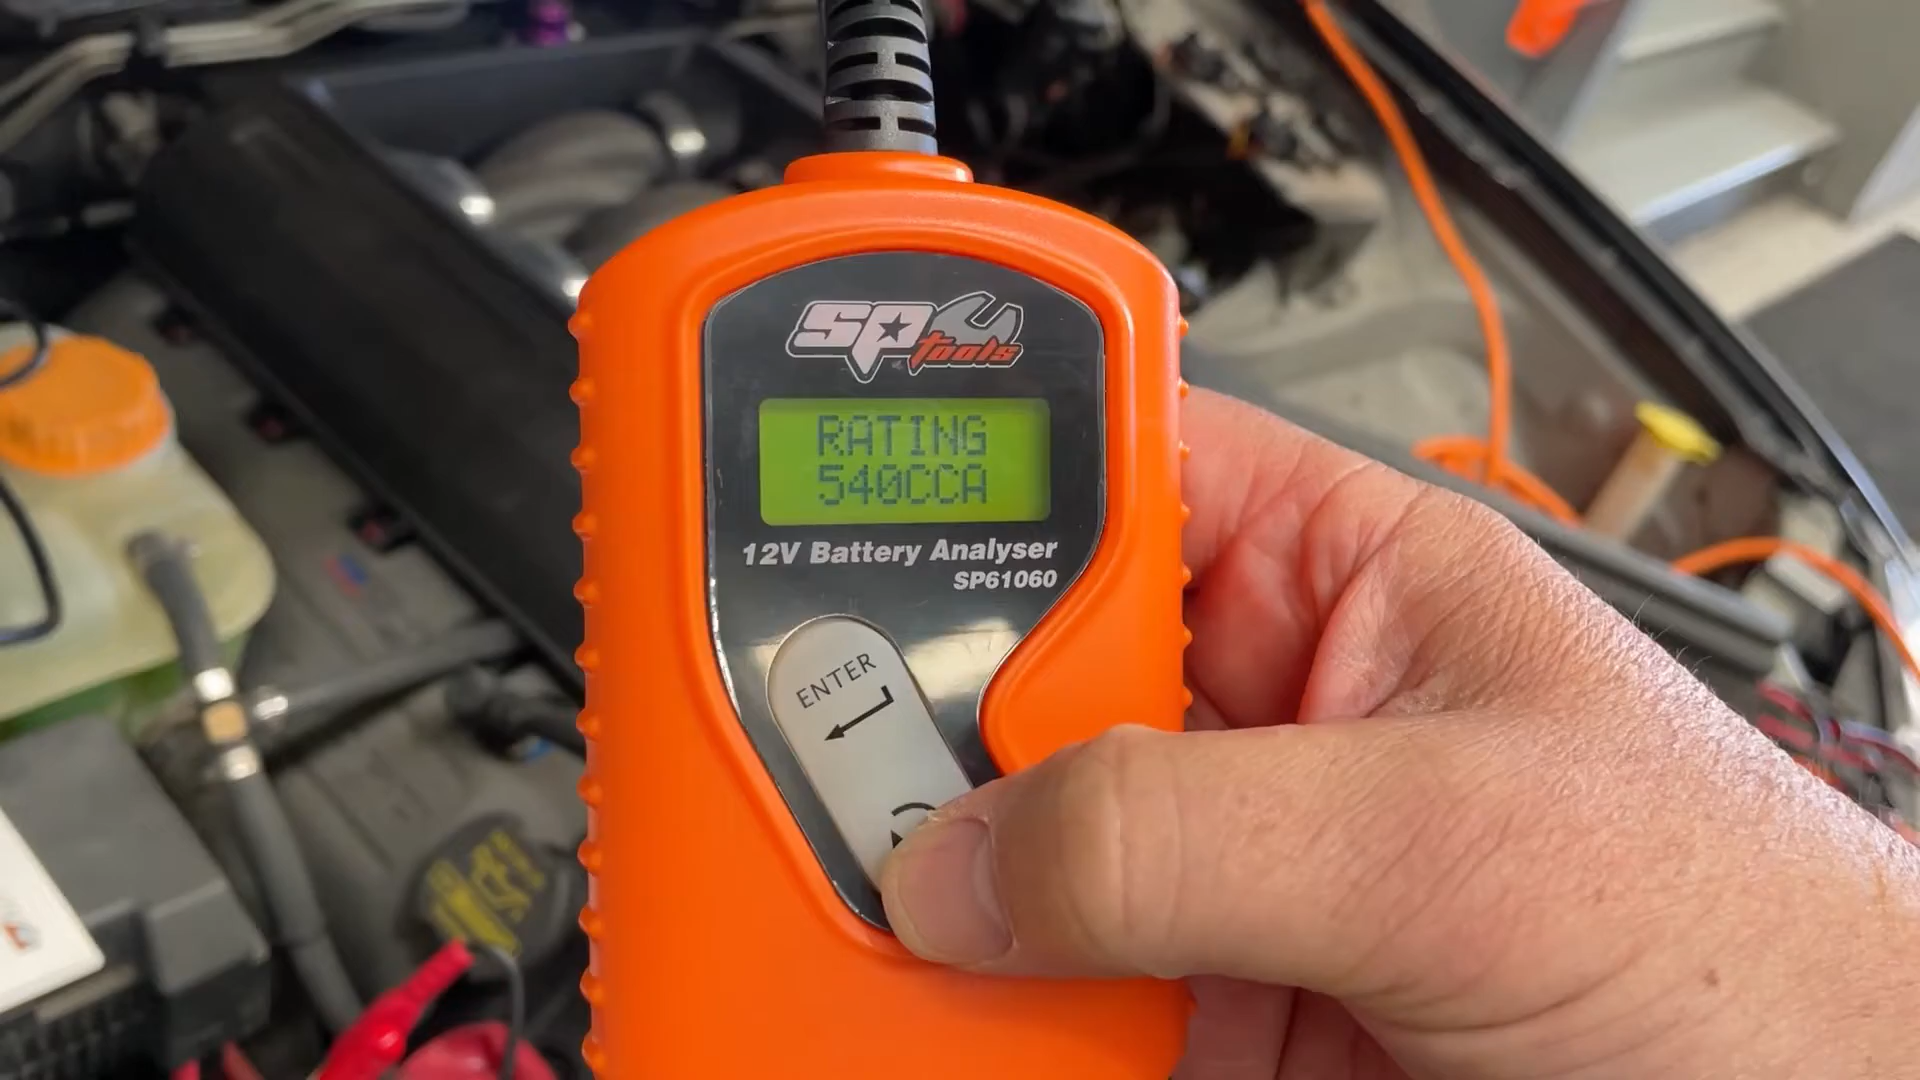 SP tools
RATING
540CCA
12V Battery Analyser
SP61060
ENTER